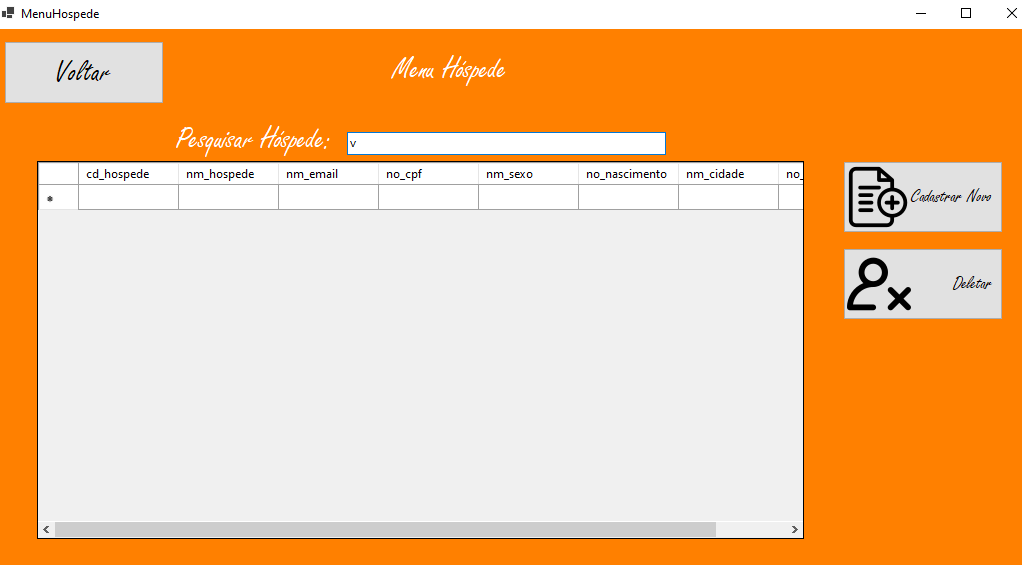 MenuHospede
Voltar
Menu Hóspede
Pesquisar Hóspede: v
cd_hospede nm_hospede nm_email no_cpf nm_sexo no_nascimento nm_cidade no_
*
Cadastrar Novo
Deletar